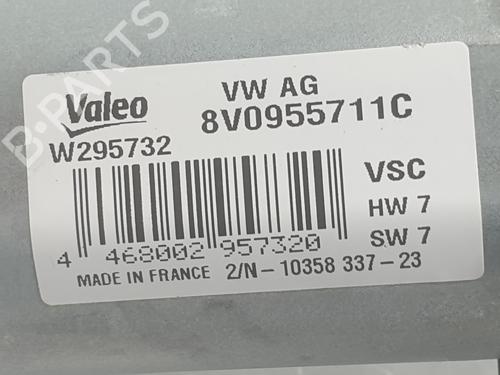 Valeo
VW AG
8V0955711C
W295732
VSC
HW 7
SW 7
4 468002 957320
MADE IN FRANCE 2/N-10358 337-23
B-PARTS